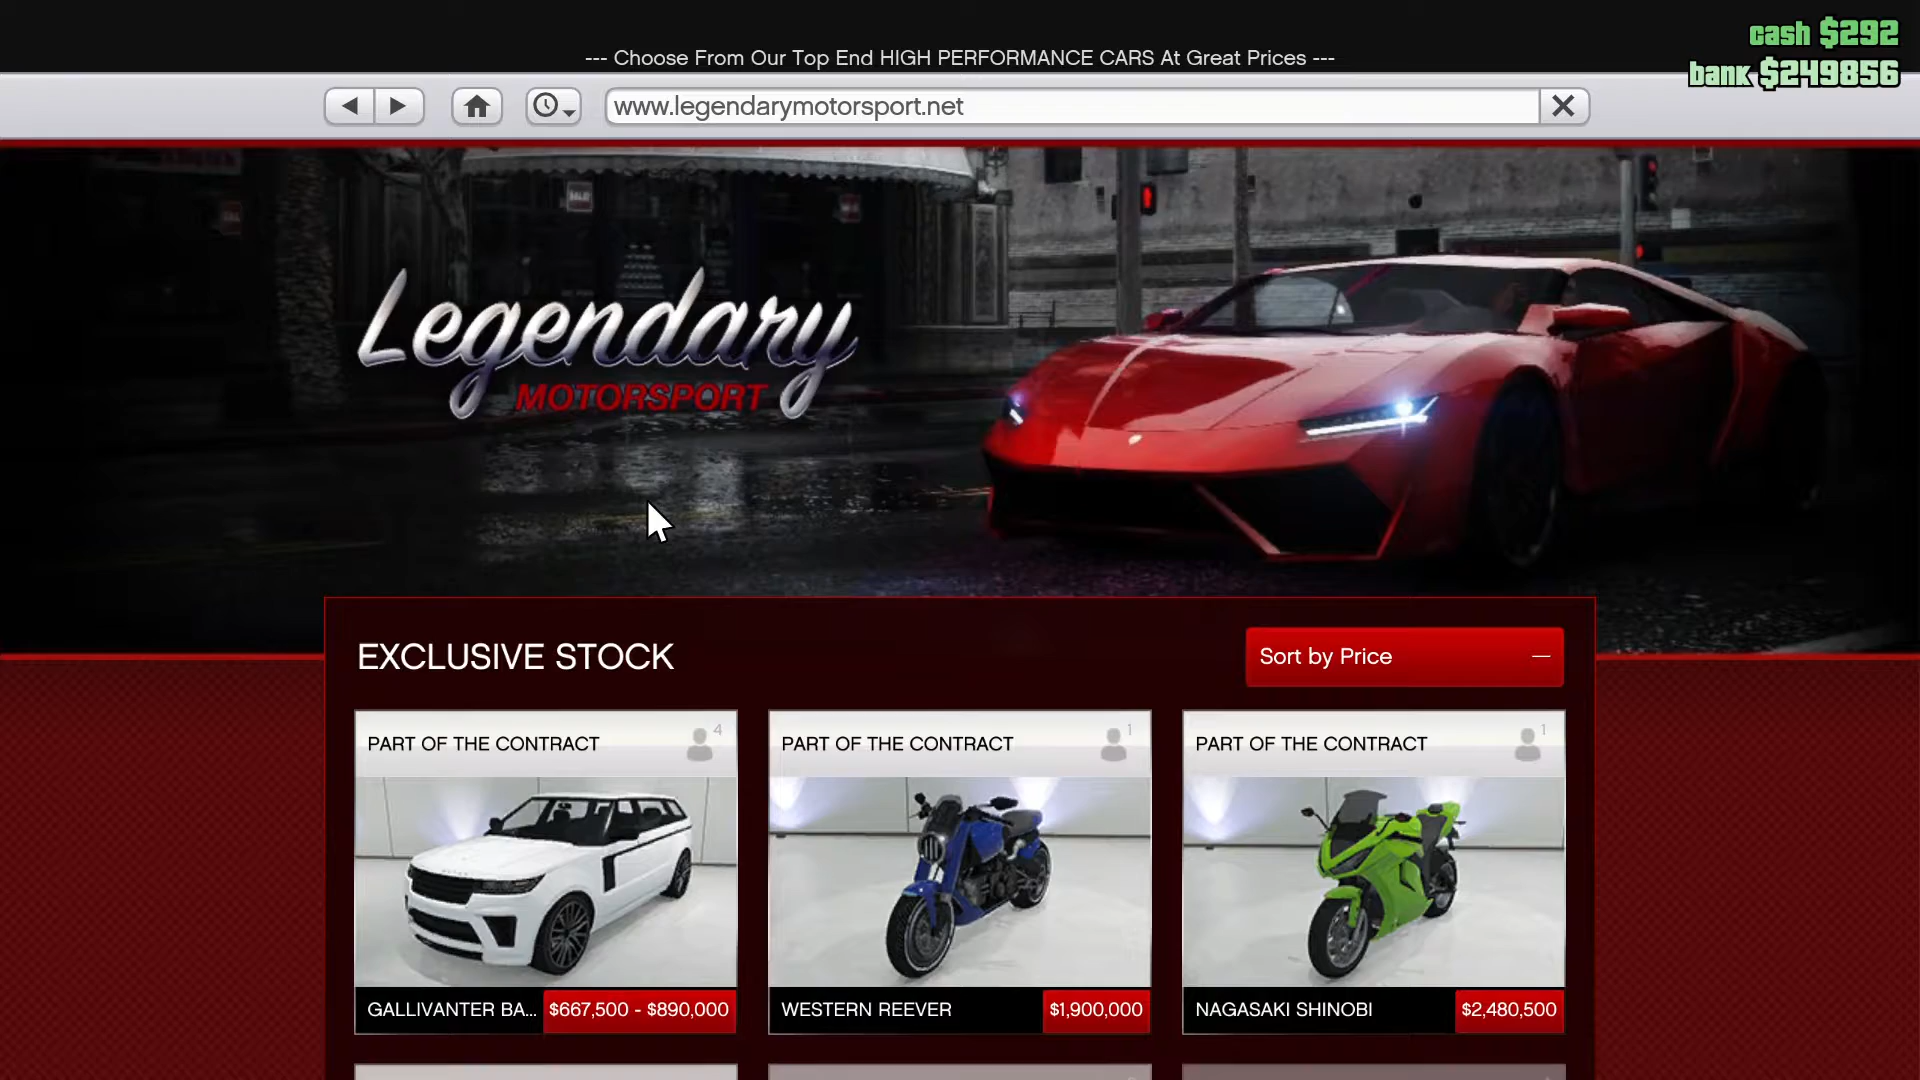 cash $292
--- Choose From Our Top End HIGH PERFORMANCE CARS At Great Prices ---
bank $249856
www.legendarymotorsport.net
Legendary
MOTORSPORT
EXCLUSIVE STOCK
Sort by Price
PART OF THE CONTRACT 4
PART OF THE CONTRACT 1
PART OF THE CONTRACT 1
GALLIVANTER BA... $667,500 - $890,000
WESTERN REEVER $1,900,000
NAGASAKI SHINOBI $2,480,500